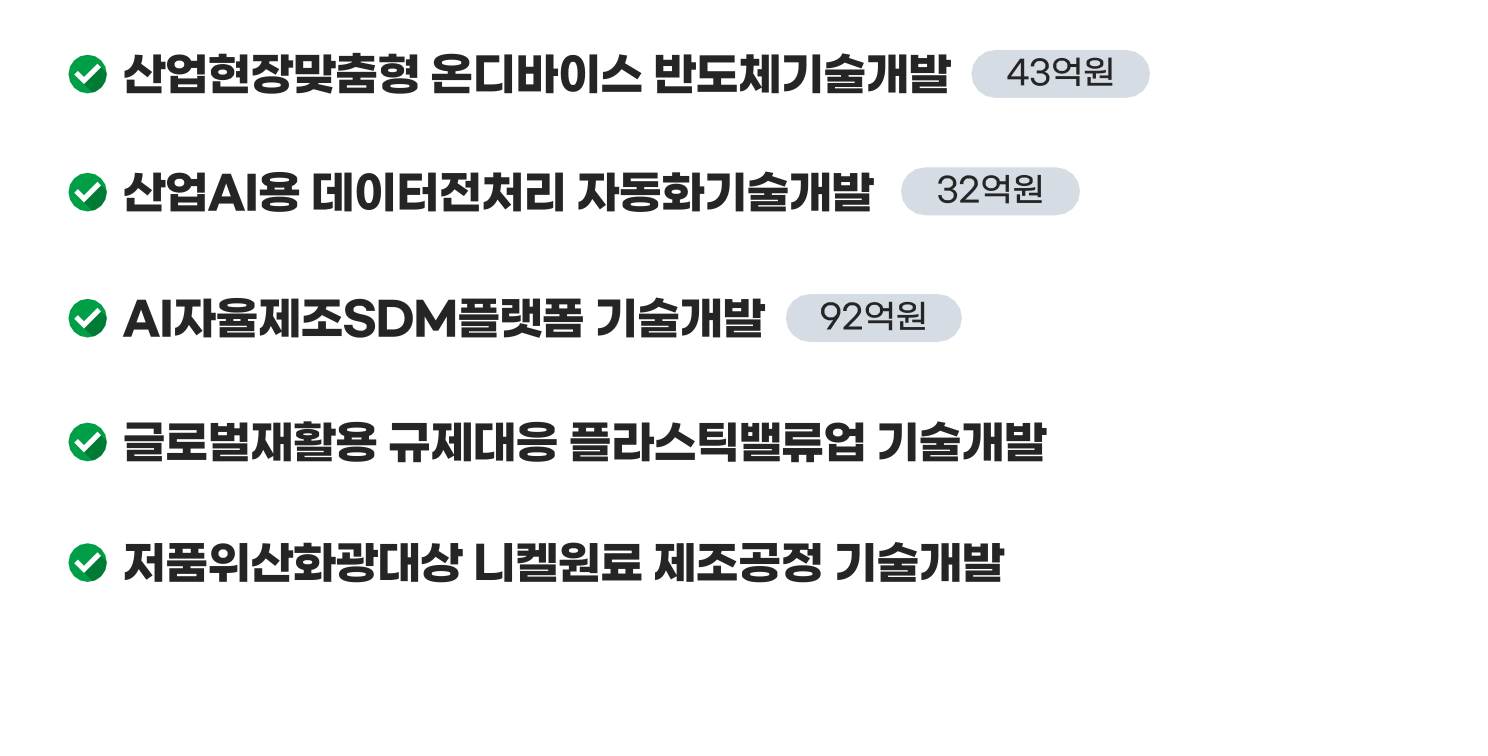 산업현장맞춤형 온디바이스 반도체기술개발 43억원
산업AI용 데이터전처리 자동화기술개발 32억원
AI자율제조SDM플랫폼 기술개발 92억원
글로벌재활용 규제대응 플라스틱밸류업 기술개발
저품위산화광대상 니켈원료 제조공정 기술개발